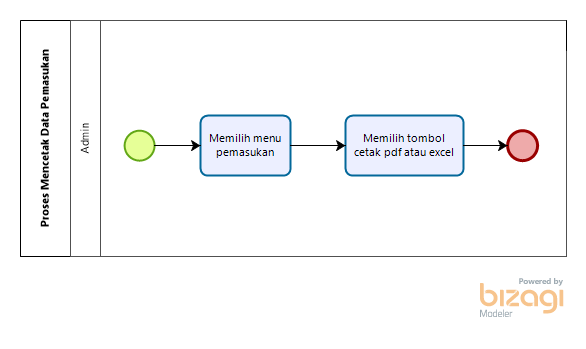 Proses Mencetak Data Pemasukan
Admin
Memilih menu
pemasukan
Memilih tombol
cetak pdf atau excel
Powered by
bizagi
Modeler